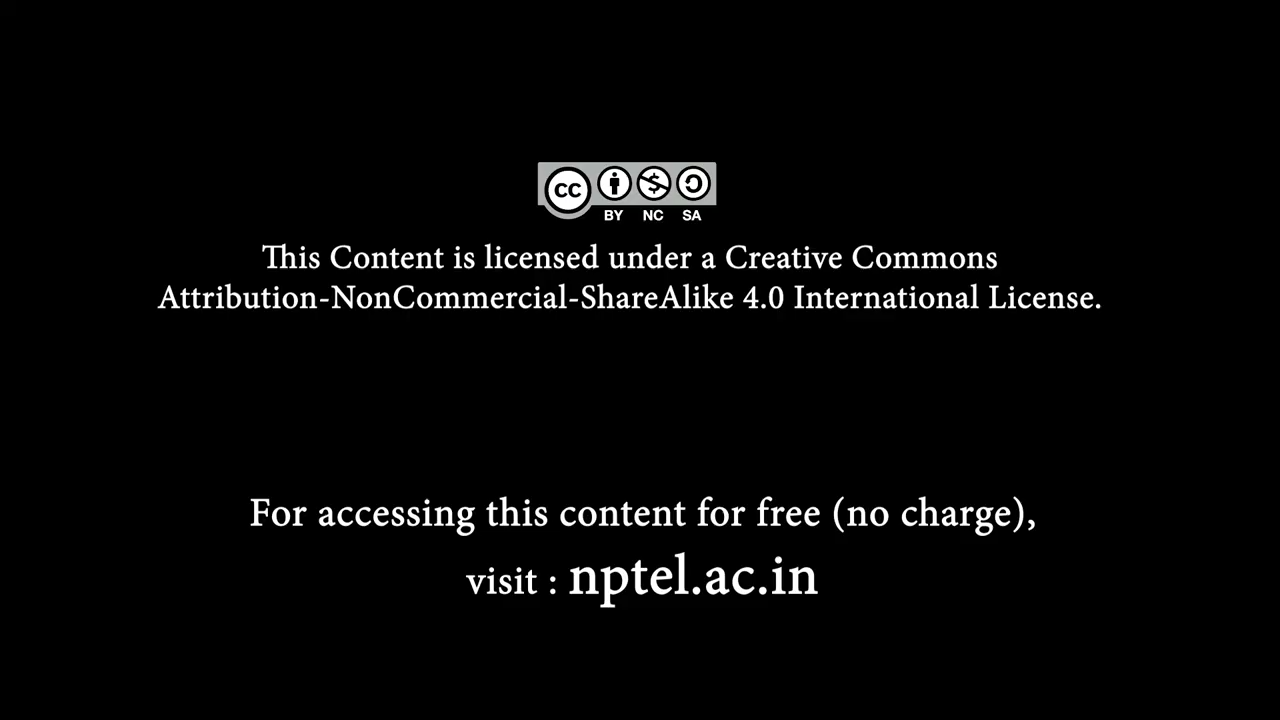 CC
BY NC SA
This Content is licensed under a Creative Commons
Attribution-NonCommercial-ShareAlike 4.0 International License.
For accessing this content for free (no charge),
visit : nptel.ac.in